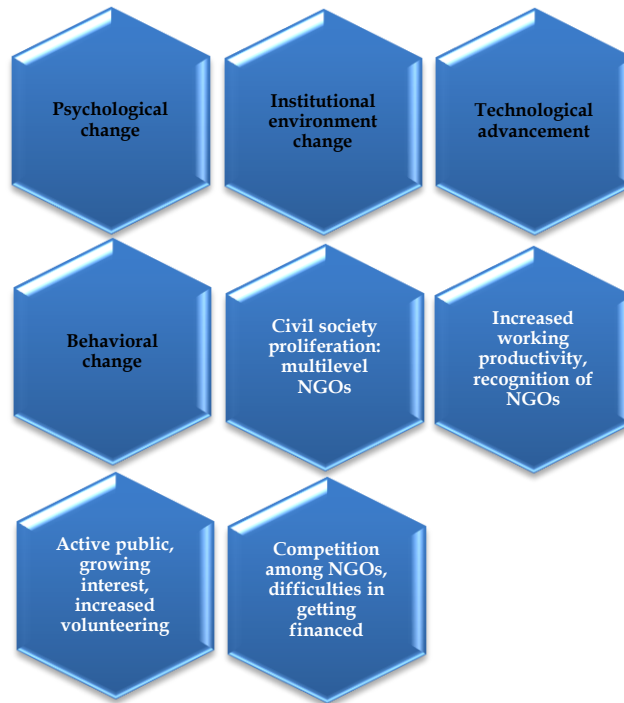 Psychological
change
Institutional
environment
change
Technological
advancement
Behavioral
change
Civil society
proliferation:
multilevel
NGOs
Increased
working
productivity,
recognition of
NGOs
Active public,
growing
interest,
increased
volunteering
Competition
among NGOs,
difficulties in
getting
financed